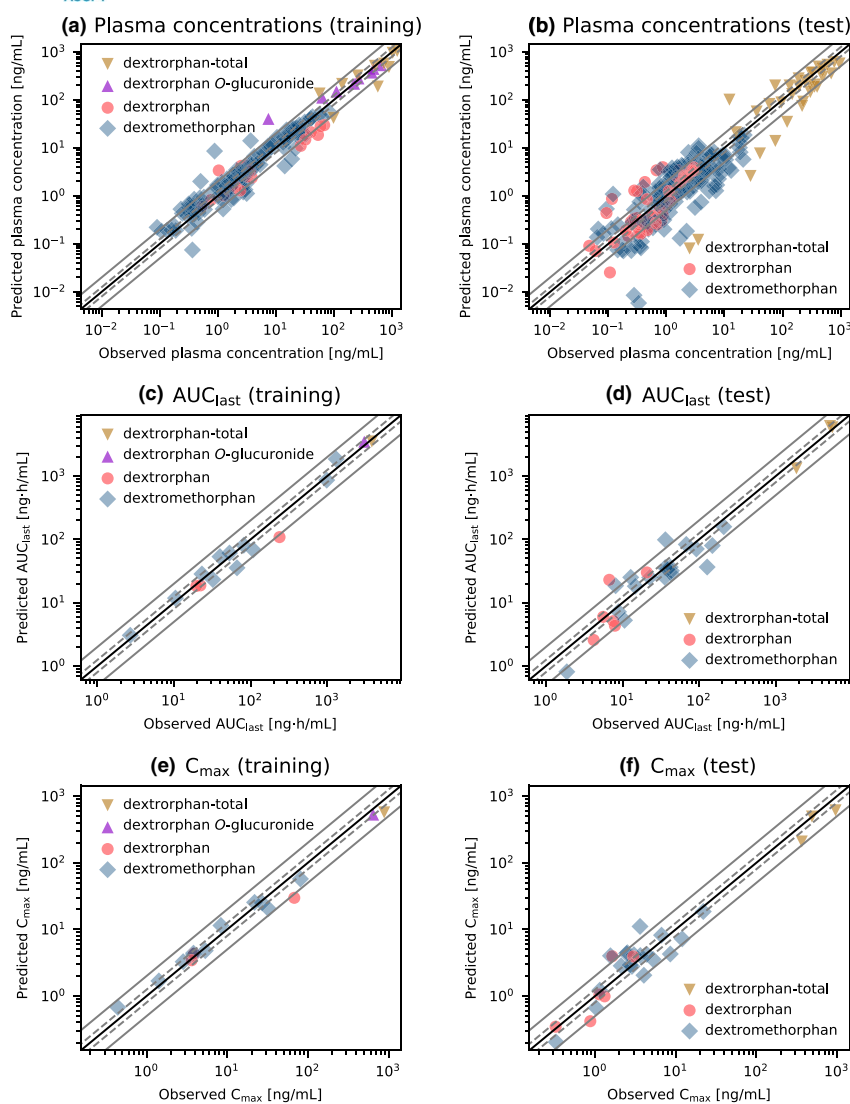 (a) Plasma concentrations (training)
Predicted plasma concentration [ng/mL]
10³
10²
10¹
10⁰
10⁻¹
10⁻²
dextrorphan-total
dextrorphan O-glucuronide
dextrorphan
dextromethorphan
10⁻² 10⁻¹ 10⁰ 10¹ 10² 10³
Observed plasma concentration [ng/mL]
(b) Plasma concentrations (test)
Predicted plasma concentration [ng/mL]
10³
10²
10¹
10⁰
10⁻¹
10⁻²
dextrorphan-total
dextrorphan
dextromethorphan
10⁻² 10⁻¹ 10⁰ 10¹ 10² 10³
Observed plasma concentration [ng/mL]
(c) AUClast (training)
Predicted AUClast [ng·h/mL]
10³
10²
10¹
10⁰
dextrorphan-total
dextrorphan O-glucuronide
dextrorphan
dextromethorphan
10⁰ 10¹ 10² 10³
Observed AUClast [ng·h/mL]
(d) AUClast (test)
Predicted AUClast [ng·h/mL]
10³
10²
10¹
10⁰
dextrorphan-total
dextrorphan
dextromethorphan
10⁰ 10¹ 10² 10³
Observed AUClast [ng·h/mL]
(e) Cmax (training)
Predicted Cmax [ng/mL]
10³
10²
10¹
10⁰
dextrorphan-total
dextrorphan O-glucuronide
dextrorphan
dextromethorphan
10⁰ 10¹ 10² 10³
Observed Cmax [ng/mL]
(f) Cmax (test)
Predicted Cmax [ng/mL]
10³
10²
10¹
10⁰
dextrorphan-total
dextrorphan
dextromethorphan
10⁰ 10¹ 10² 10³
Observed Cmax [ng/mL]